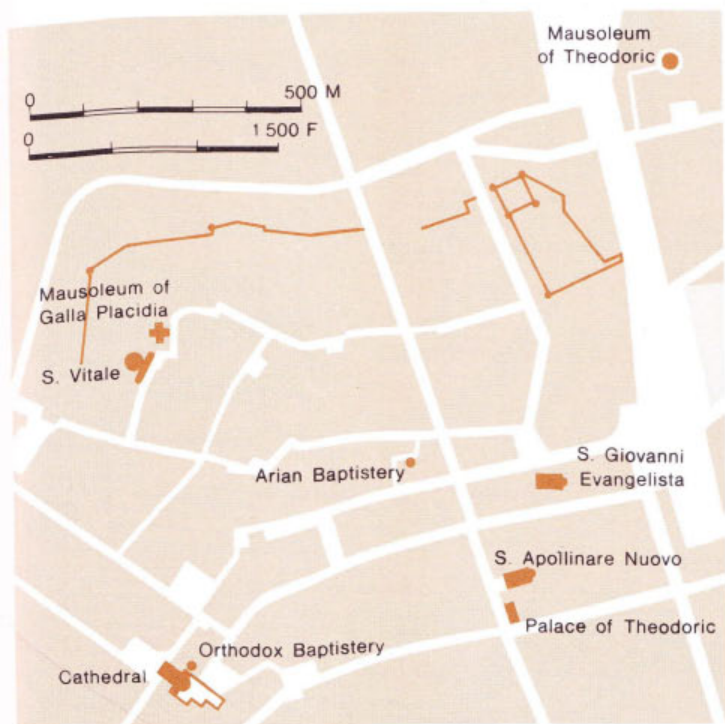 Mausoleum
of Theodoric
0 500 M
0 1 500 F
Mausoleum of
Galla Placidia
S. Vitale
Arian Baptistery
S. Giovanni
Evangelista
S. Apollinare Nuovo
Palace of Theodoric
Orthodox Baptistery
Cathedral